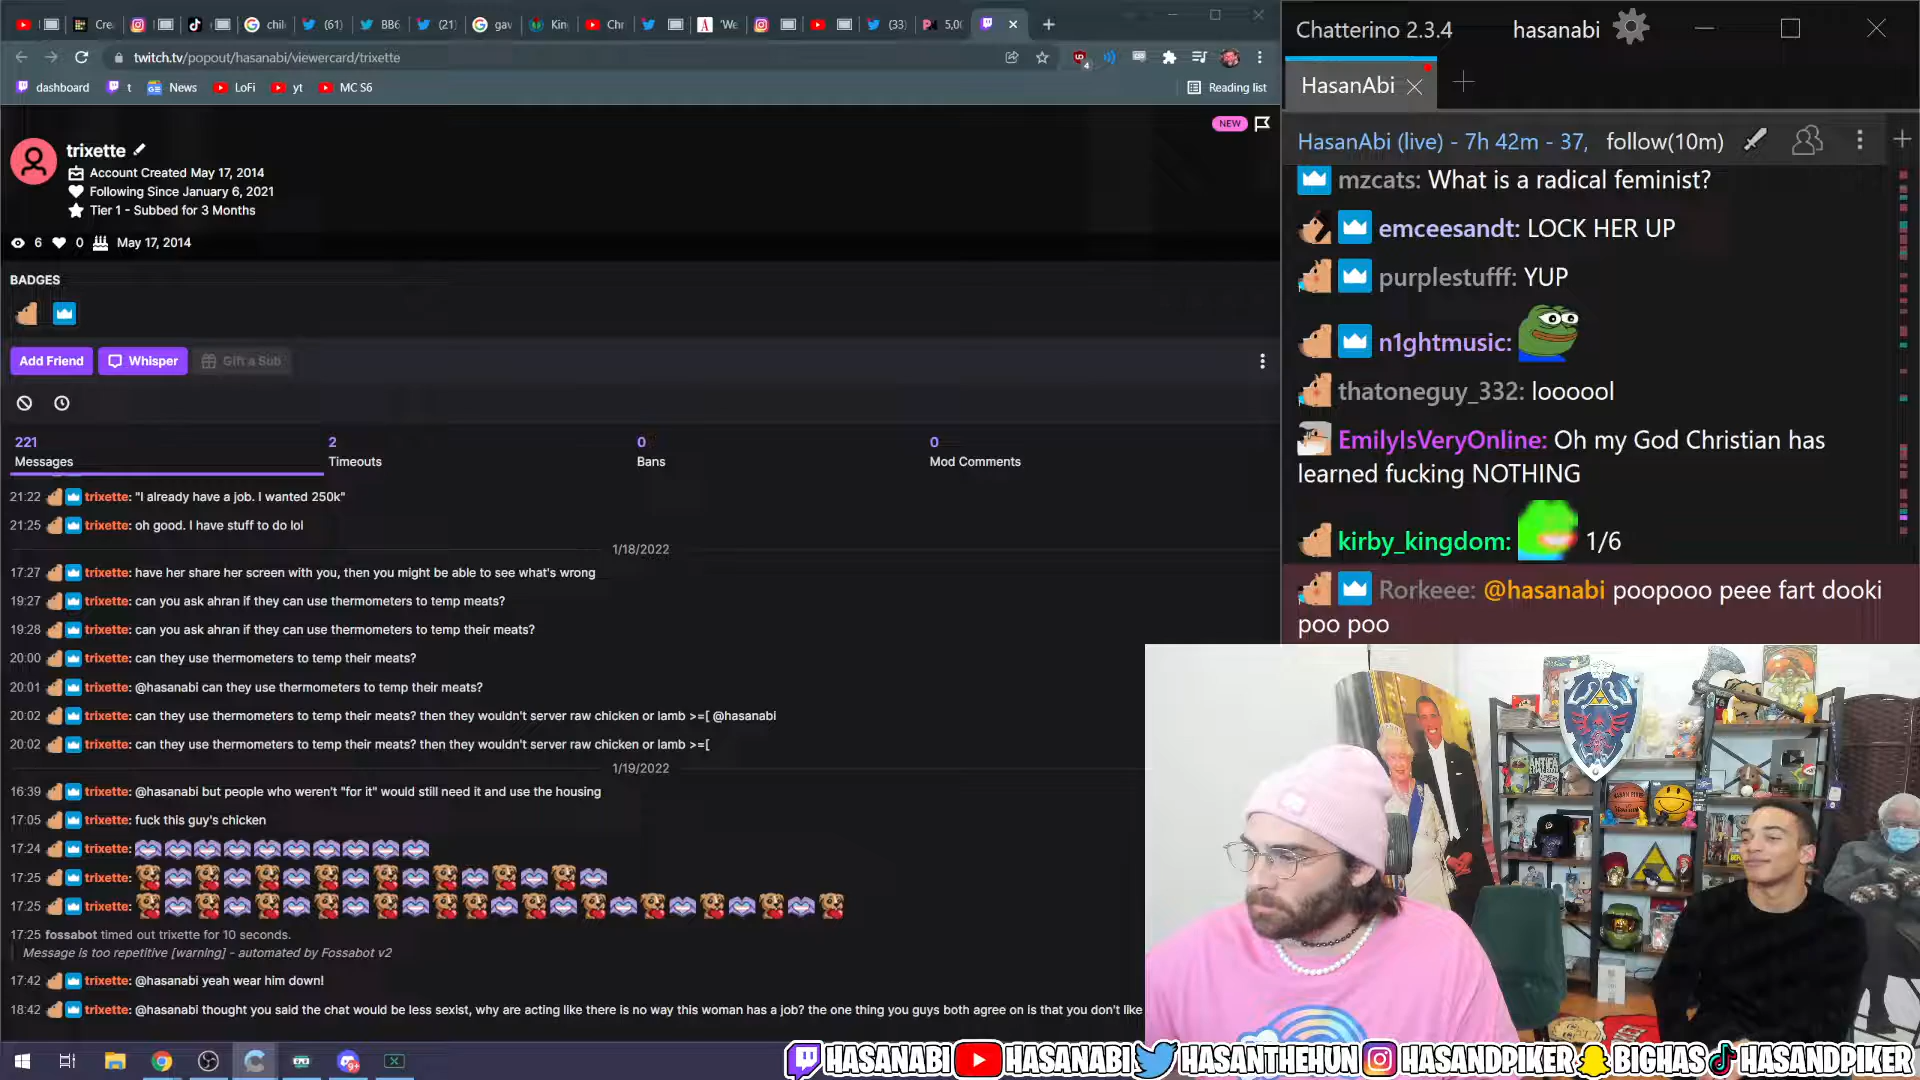 Cre
chil
(61)
BB6
(21)
gav
Kin
Chr
'We
(33)
5,00
twitch.tv/popout/hasanabi/viewercard/trixette
dashboard
t
News
LoFi
yt
MC S6
Reading list
NEW
trixette
Account Created May 17, 2014
Following Since January 6, 2021
Tier 1 - Subbed for 3 Months
6 0 May 17, 2014
BADGES
Add Friend
Whisper
Gift a Sub
221
Messages
2
Timeouts
0
Bans
0
Mod Comments
21:22 trixette: "I already have a job. I wanted 250k"
21:25 trixette: oh good. I have stuff to do lol
1/18/2022
17:27 trixette: have her share her screen with you, then you might be able to see what's wrong
19:27 trixette: can you ask ahran if they can use thermometers to temp meats?
19:28 trixette: can you ask ahran if they can use thermometers to temp their meats?
20:00 trixette: can they use thermometers to temp their meats?
20:01 trixette: @hasanabi can they use thermometers to temp their meats?
20:02 trixette: can they use thermometers to temp their meats? then they wouldn't server raw chicken or lamb >=[ @hasanabi
20:02 trixette: can they use thermometers to temp their meats? then they wouldn't server raw chicken or lamb >=[
1/19/2022
16:39 trixette: @hasanabi but people who weren't "for it" would still need it and use the housing
17:05 trixette: fuck this guy's chicken
17:24 trixette:
17:25 trixette:
17:25 trixette:
17:25 fossabot timed out trixette for 10 seconds.
Message is too repetitive [warning] - automated by Fossabot v2
17:42 trixette: @hasanabi yeah wear him down!
18:42 trixette: @hasanabi thought you said the chat would be less sexist, why are acting like there is no way this woman has a job? the one thing you guys both agree on is that you don't like
Chatterino 2.3.4
hasanabi
HasanAbi
HasanAbi (live) - 7h 42m - 37, follow(10m)
mzcats: What is a radical feminist?
emceesandt: LOCK HER UP
purplestufff: YUP
n1ghtmusic:
thatoneguy_332: loooool
EmilyIsVeryOnline: Oh my God Christian has
learned fucking NOTHING
kirby_kingdom: 1/6
Rorkeee: @hasanabi poopooo peee fart dooki
poo poo
ANTIFA
HASANABI HASANABI HASANTHEHUN HASANDPIKER BIGHAS HASANDPIKER